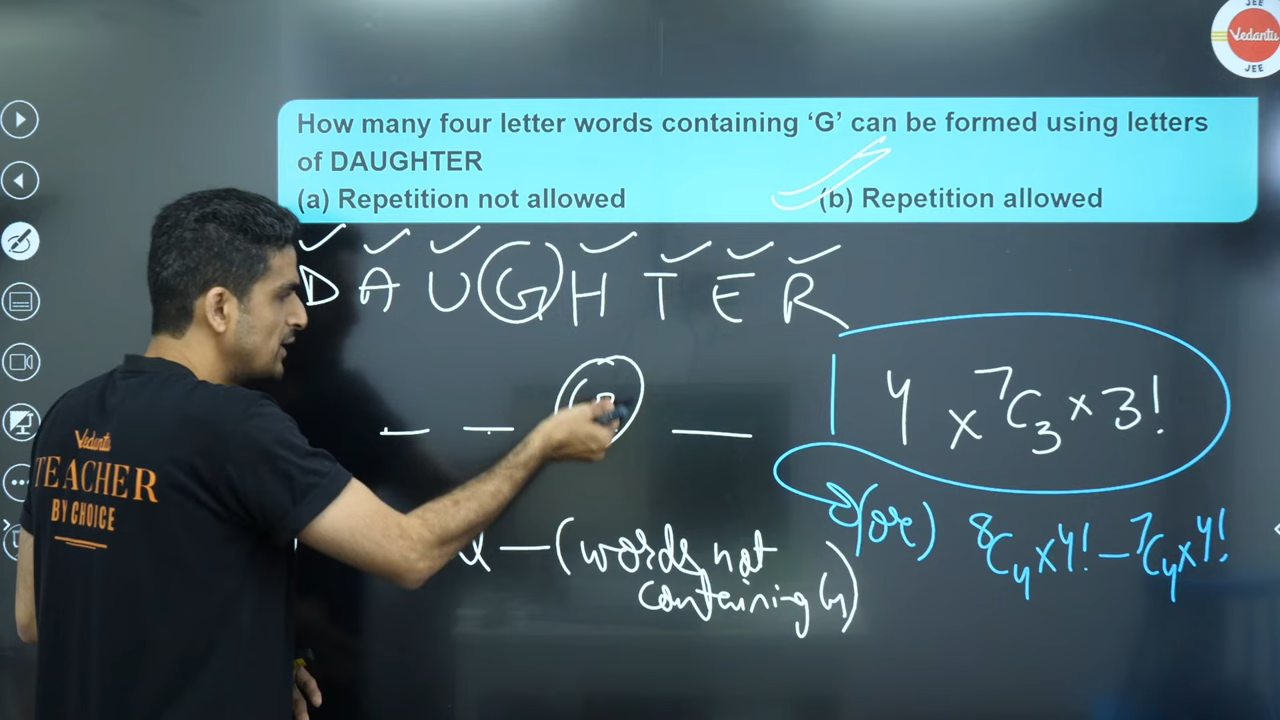 JEE
Vedantu
JEE
How many four letter words containing ‘G’ can be formed using letters
of DAUGHTER
(a) Repetition not allowed (b) Repetition allowed
D A U G H T E R
4 × ⁷C₃ × 3!
(or) ⁸C₄ × 4! – ⁷C₄ × 4!
— (words not
containing G)
Vedantu
TEACHER
BY CHOICE